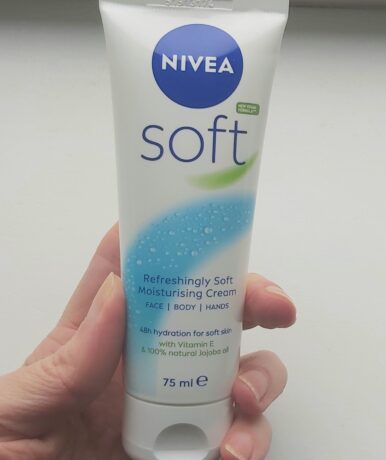 NIVEA
NEW VEGAN
FORMULA
soft
Refreshingly Soft
Moisturising Cream
FACE | BODY | HANDS
48h hydration for soft skin
with Vitamin E
& 100% natural Jojoba oil
75 ml ℮